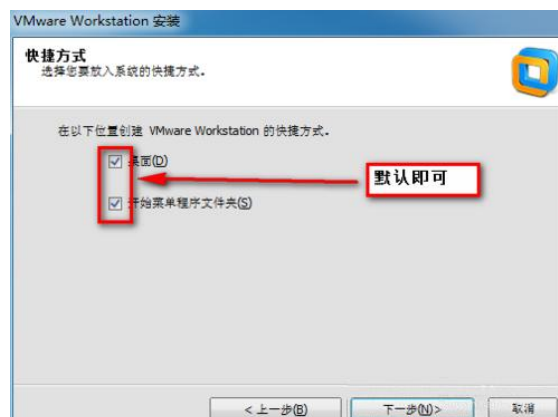 VMware Workstation 安装
快捷方式
选择您要放入系统的快捷方式。
在以下位置创建 VMware Workstation 的快捷方式。
桌面(D)
默认即可
开始菜单程序文件夹(S)
< 上一步(B)
下一步(N)>
取消